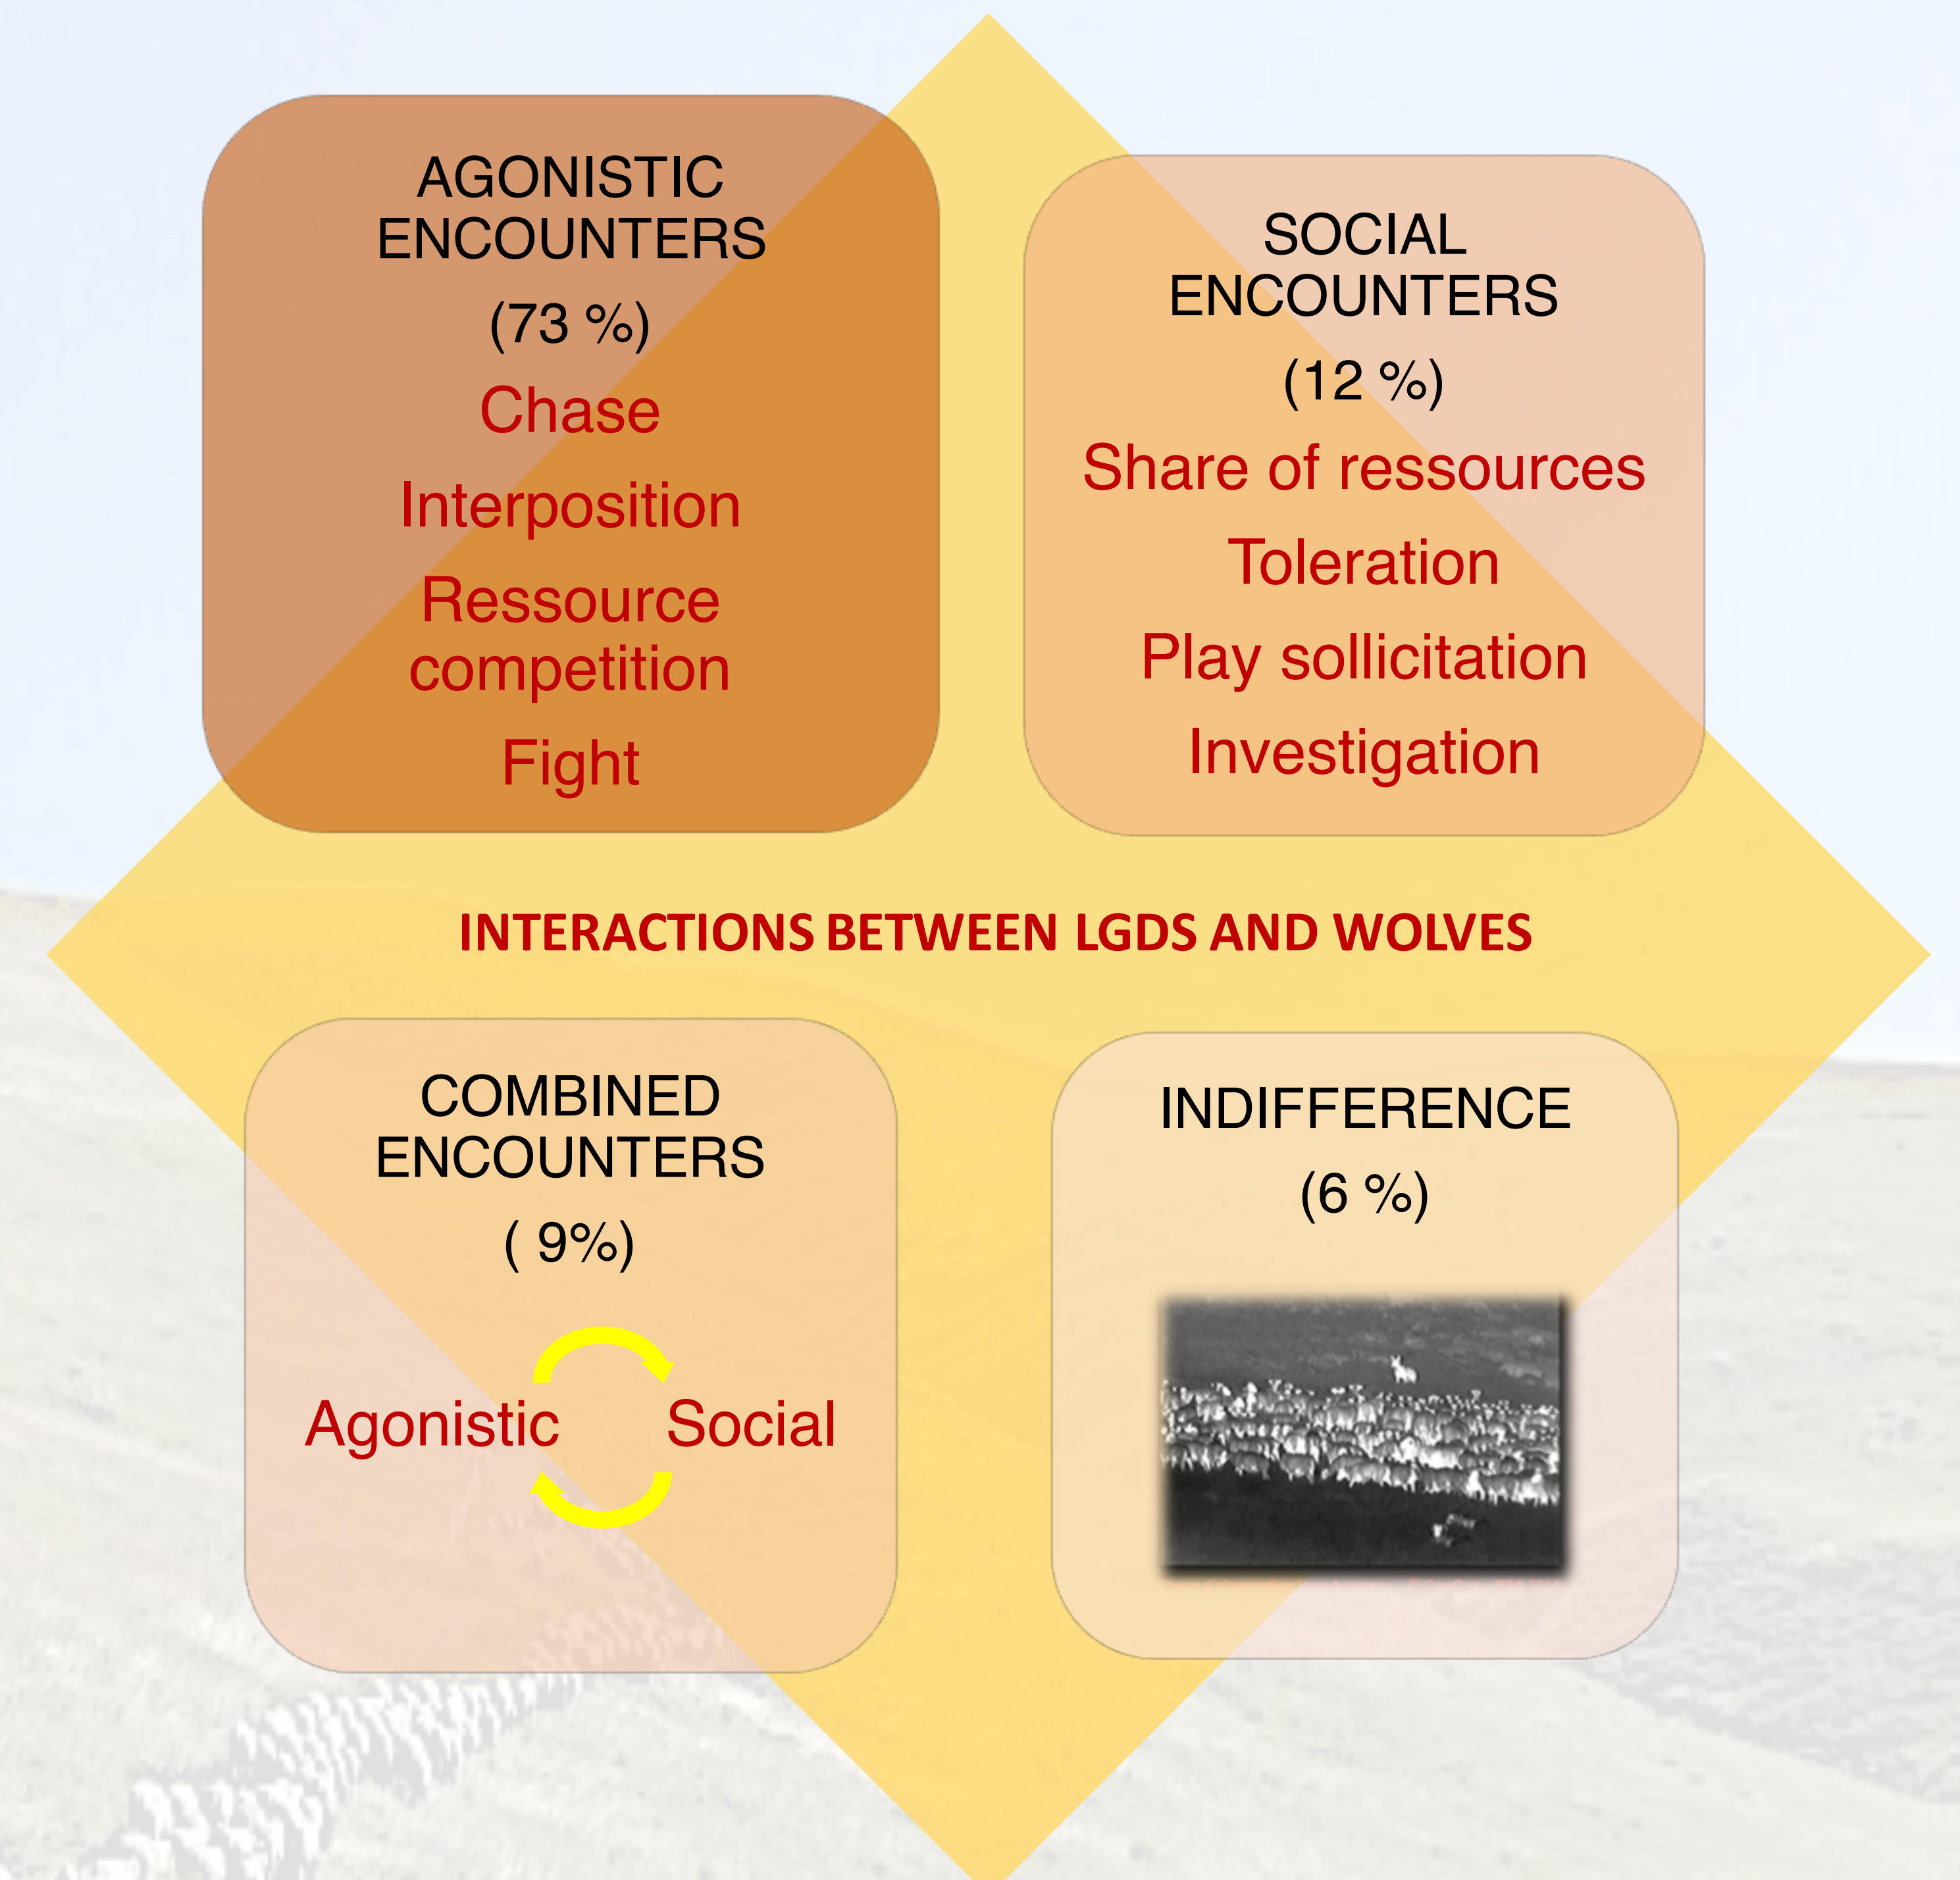 AGONISTIC
ENCOUNTERS
(73 %)
Chase
Interposition
Ressource
competition
Fight
SOCIAL
ENCOUNTERS
(12 %)
Share of ressources
Toleration
Play sollicitation
Investigation
INTERACTIONS BETWEEN LGDS AND WOLVES
COMBINED
ENCOUNTERS
( 9%)
Agonistic
Social
INDIFFERENCE
(6 %)